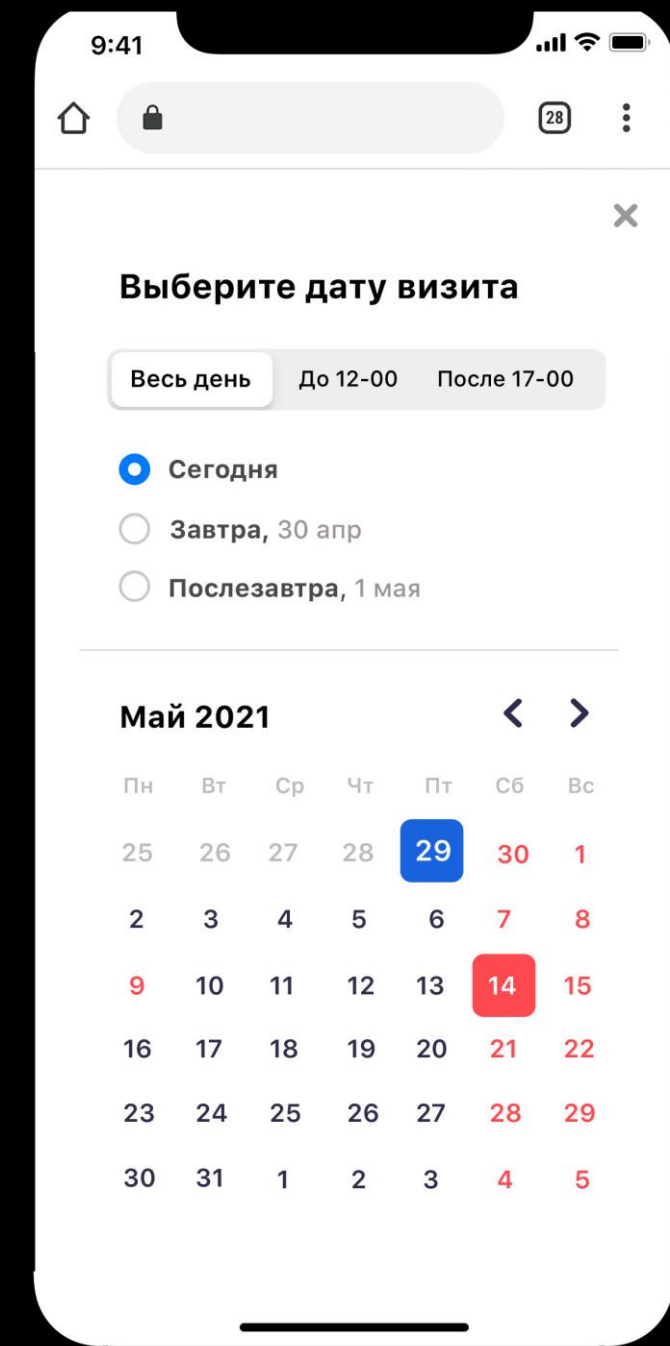 9:41
28
Выберите дату визита
Весь день До 12-00 После 17-00
Сегодня
Завтра, 30 апр
Послезавтра, 1 мая
Май 2021
Пн Вт Ср Чт Пт Сб Вс
25 26 27 28 29 30 1
2 3 4 5 6 7 8
9 10 11 12 13 14 15
16 17 18 19 20 21 22
23 24 25 26 27 28 29
30 31 1 2 3 4 5